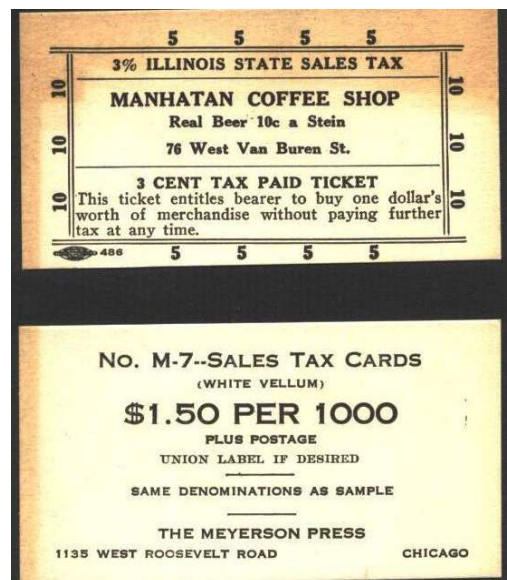 5 5 5 5
3% ILLINOIS STATE SALES TAX
10 10 10
MANHATAN COFFEE SHOP
Real Beer 10c a Stein
76 West Van Buren St.
10 10 10
3 CENT TAX PAID TICKET
This ticket entitles bearer to buy one dollar's
worth of merchandise without paying further
tax at any time.
486
5 5 5 5
No. M-7--SALES TAX CARDS
(WHITE VELLUM)
$1.50 PER 1000
PLUS POSTAGE
UNION LABEL IF DESIRED
SAME DENOMINATIONS AS SAMPLE
THE MEYERSON PRESS
1135 WEST ROOSEVELT ROAD CHICAGO